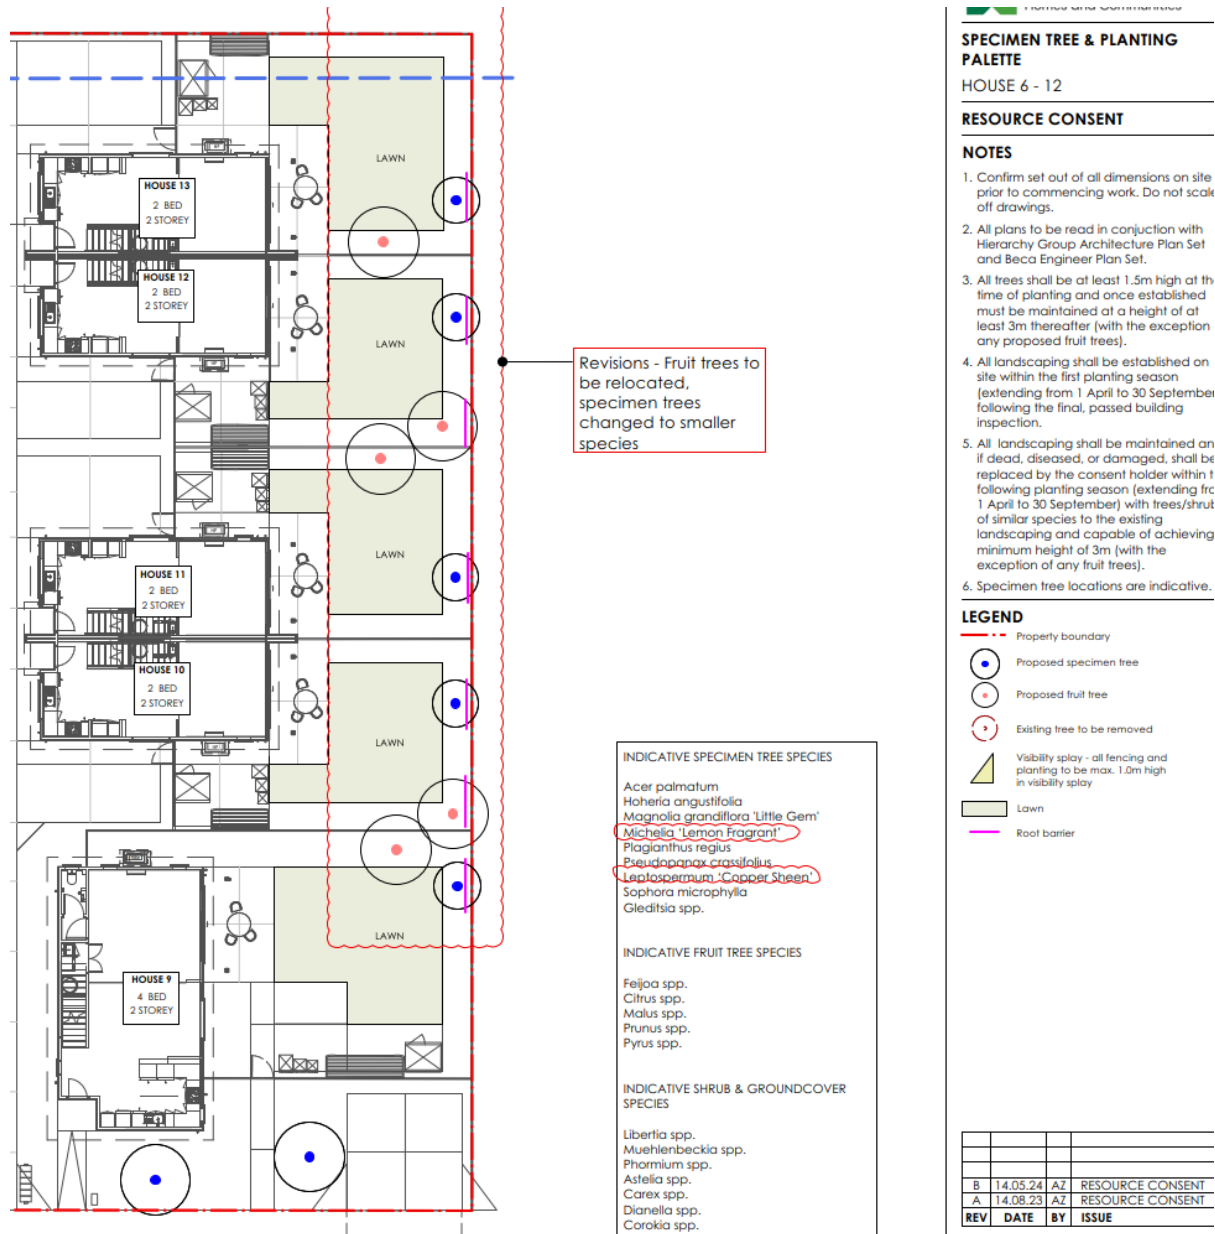 HOUSE 13
2 BED
2 STOREY
HOUSE 12
2 BED
2 STOREY
HOUSE 11
2 BED
2 STOREY
HOUSE 10
2 BED
2 STOREY
HOUSE 9
4 BED
2 STOREY
LAWN
LAWN
LAWN
LAWN
LAWN
Revisions - Fruit trees to
be relocated,
specimen trees
changed to smaller
species
INDICATIVE SPECIMEN TREE SPECIES
Acer palmatum
Hoheria angustifolia
Magnolia grandiflora 'Little Gem'
Michelia 'Lemon Fragrant'
Plagianthus regius
Pseudopanax crassifolius
Leptospermum 'Copper Sheen'
Sophora microphylla
Gleditsia spp.
INDICATIVE FRUIT TREE SPECIES
Feijoa spp.
Citrus spp.
Malus spp.
Prunus spp.
Pyrus spp.
INDICATIVE SHRUB & GROUNDCOVER
SPECIES
Libertia spp.
Muehlenbeckia spp.
Phormium spp.
Astelia spp.
Carex spp.
Dianella spp.
Corokia spp.
Homes and Communities
SPECIMEN TREE & PLANTING
PALETTE
HOUSE 6 - 12
RESOURCE CONSENT
NOTES
1. Confirm set out of all dimensions on site
prior to commencing work. Do not scale
off drawings.
2. All plans to be read in conjuction with
Hierarchy Group Architecture Plan Set
and Beca Engineer Plan Set.
3. All trees shall be at least 1.5m high at th
time of planting and once established
must be maintained at a height of at
least 3m thereafter (with the exception
any proposed fruit trees).
4. All landscaping shall be established on
site within the first planting season
(extending from 1 April to 30 September
following the final, passed building
inspection.
5. All landscaping shall be maintained an
if dead, diseased, or damaged, shall be
replaced by the consent holder within t
following planting season (extending fro
1 April to 30 September) with trees/shrub
of similar species to the existing
landscaping and capable of achieving
minimum height of 3m (with the
exception of any fruit trees).
6. Specimen tree locations are indicative.
LEGEND
Property boundary
Proposed specimen tree
Proposed fruit tree
Existing tree to be removed
Visibility splay - all fencing and
planting to be max. 1.0m high
in visibility splay
Lawn
Root barrier
B 14.05.24 AZ RESOURCE CONSENT
A 14.08.23 AZ RESOURCE CONSENT
REV DATE BY ISSUE